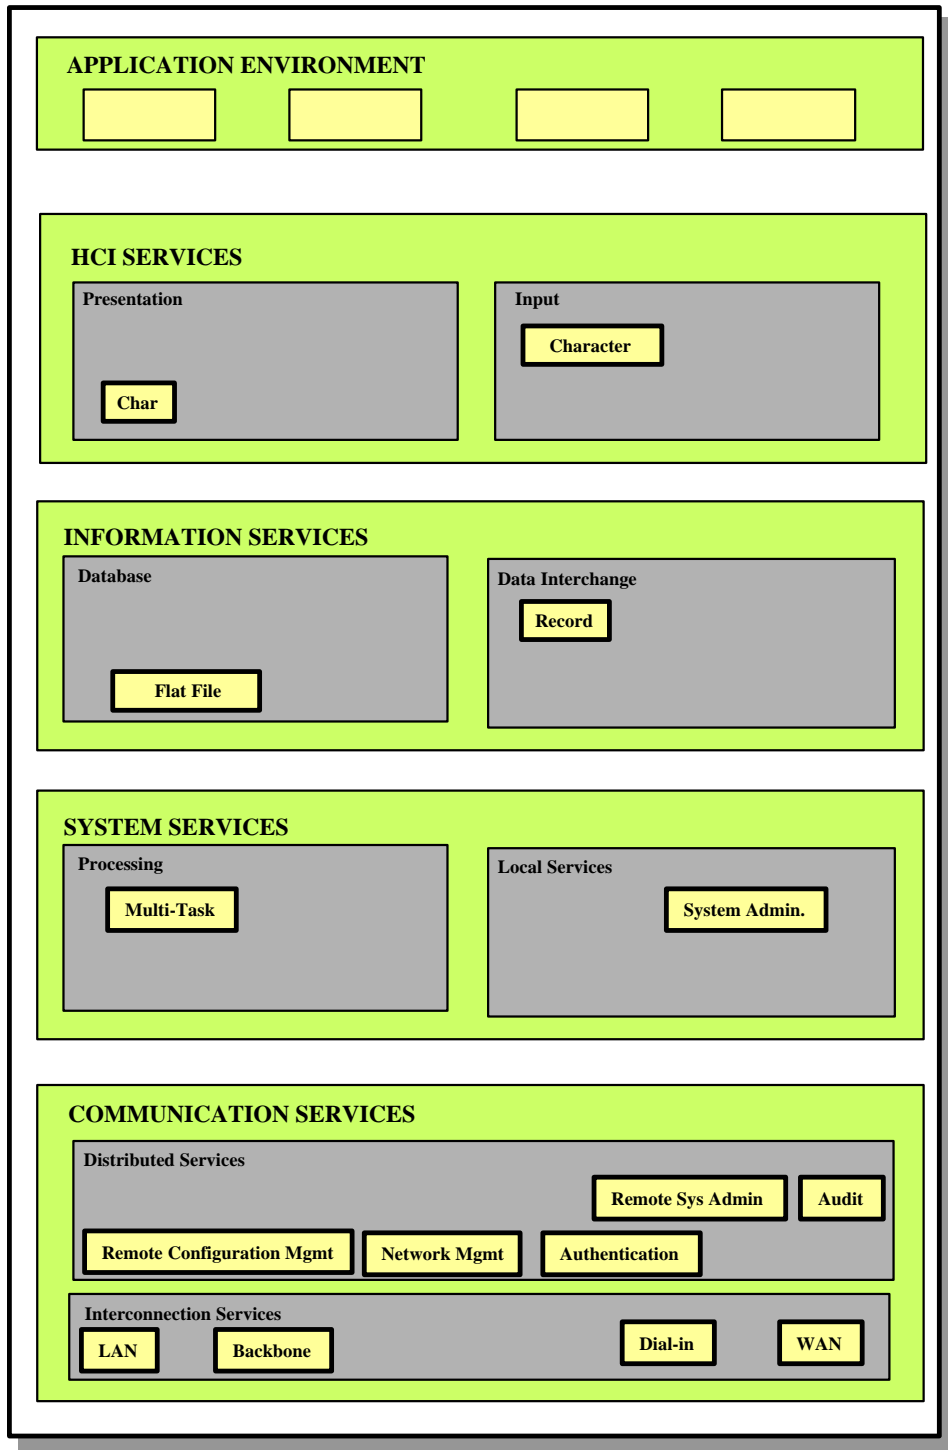 APPLICATION ENVIRONMENT
HCI SERVICES
Presentation
Char
Input
Character
INFORMATION SERVICES
Database
Flat File
Data Interchange
Record
SYSTEM SERVICES
Processing
Multi-Task
Local Services
System Admin.
COMMUNICATION SERVICES
Distributed Services
Remote Sys Admin
Audit
Remote Configuration Mgmt
Network Mgmt
Authentication
Interconnection Services
LAN
Backbone
Dial-in
WAN